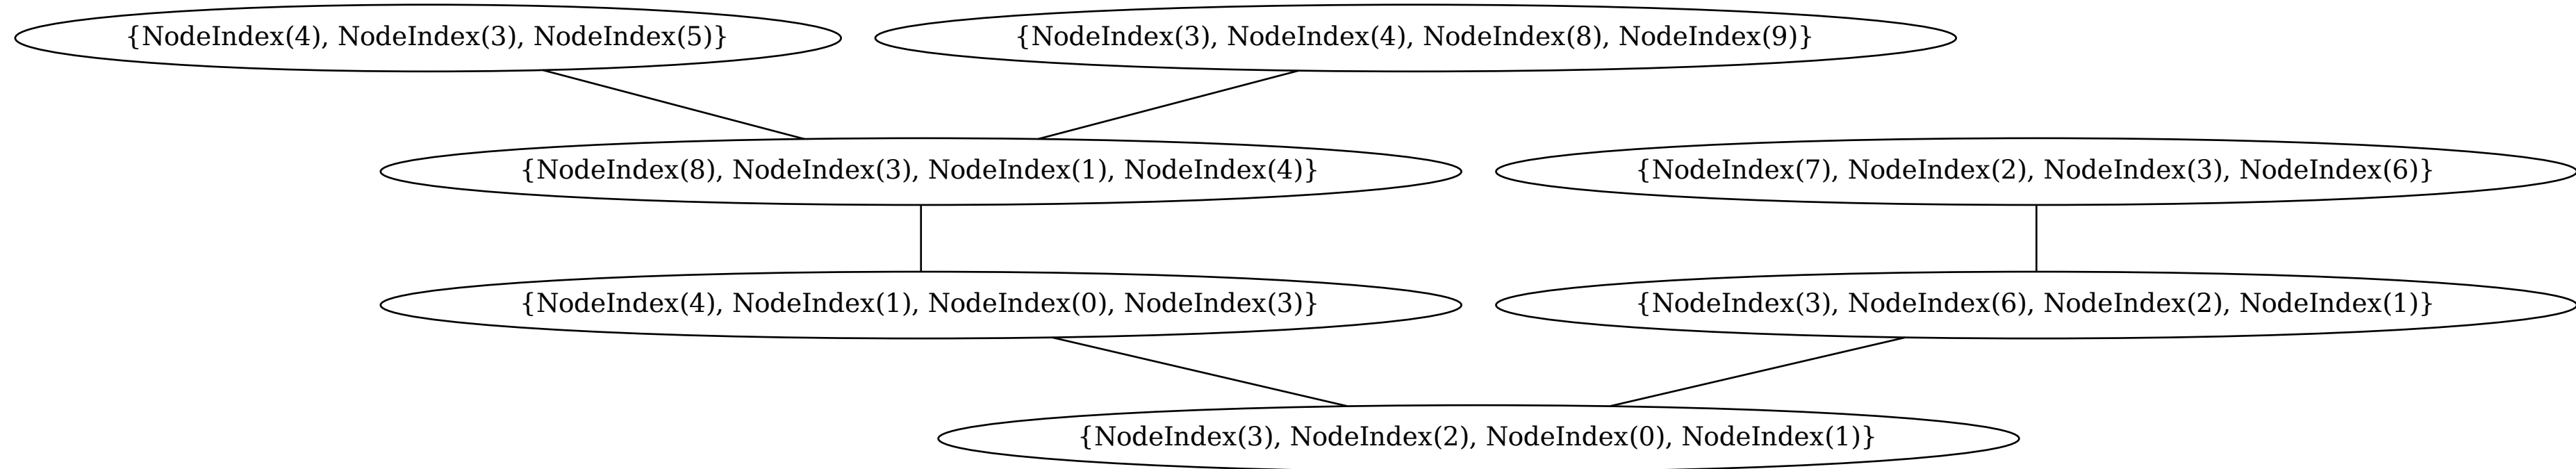 {NodeIndex(4), NodeIndex(3), NodeIndex(5)}
{NodeIndex(3), NodeIndex(4), NodeIndex(8), NodeIndex(9)}
{NodeIndex(8), NodeIndex(3), NodeIndex(1), NodeIndex(4)}
{NodeIndex(7), NodeIndex(2), NodeIndex(3), NodeIndex(6)}
{NodeIndex(4), NodeIndex(1), NodeIndex(0), NodeIndex(3)}
{NodeIndex(3), NodeIndex(6), NodeIndex(2), NodeIndex(1)}
{NodeIndex(3), NodeIndex(2), NodeIndex(0), NodeIndex(1)}